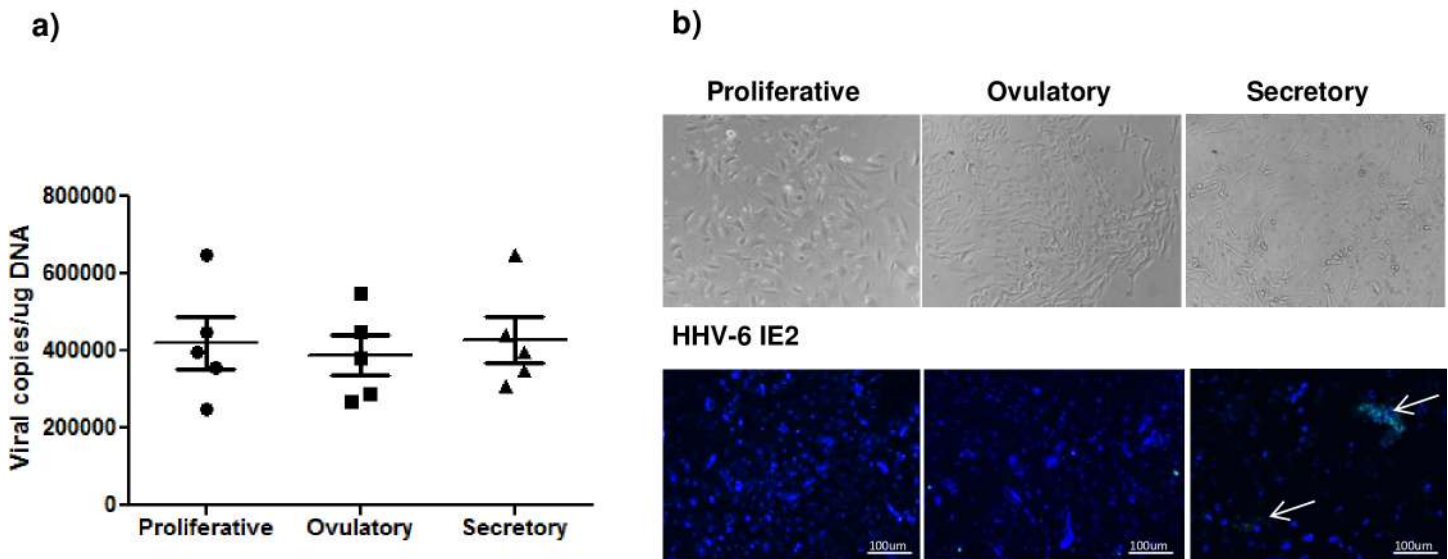 a)
Viral copies/ug DNA
800000
600000
400000
200000
0
Proliferative Ovulatory Secretory
b)
Proliferative Ovulatory Secretory
HHV-6 IE2
100um 100um 100um